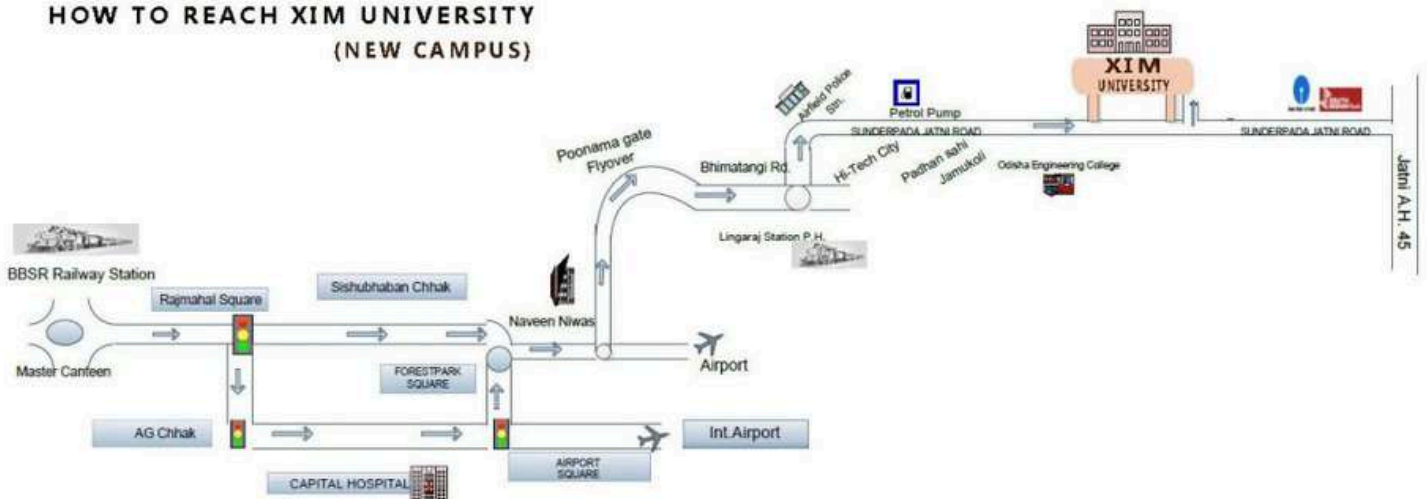 HOW TO REACH XIM UNIVERSITY
(NEW CAMPUS)
XIM
UNIVERSITY
Airfield Police
Stn.
Petrol Pump
SUNDERPADA JATNI ROAD
SUNDERPADA JATNI ROAD
Poonama gate
Flyover
Bhimatangi Rd.
Hi-Tech City
Padhan sahi
Jamukoli
Odisha Engineering College
Jatni A.H. 45
Lingaraj Station P.H.
BBSR Railway Station
Rajmahal Square
Sishubhaban Chhak
Naveen Niwas
Master Canteen
FORESTPARK
SQUARE
Airport
AG Chhak
Int.Airport
AIRPORT
SQUARE
CAPITAL HOSPITAL